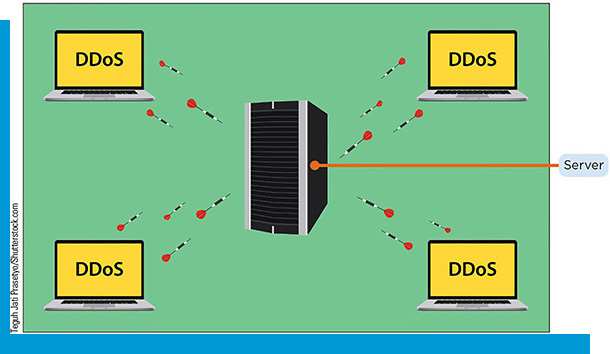 DDoS
DDoS
Server
DDoS
DDoS
Teguh Jati Prasetyo/Shutterstock.com